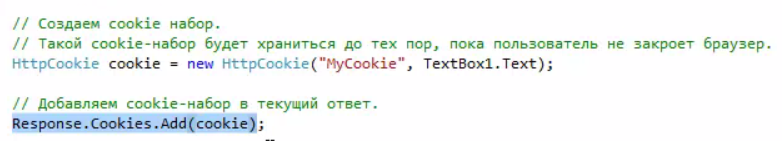 // Создаем cookie набор.
// Такой cookie-набор будет храниться до тех пор, пока пользователь не закроет браузер.
HttpCookie cookie = new HttpCookie("MyCookie", TextBox1.Text);
// Добавляем cookie-набор в текущий ответ.
Response.Cookies.Add(cookie);